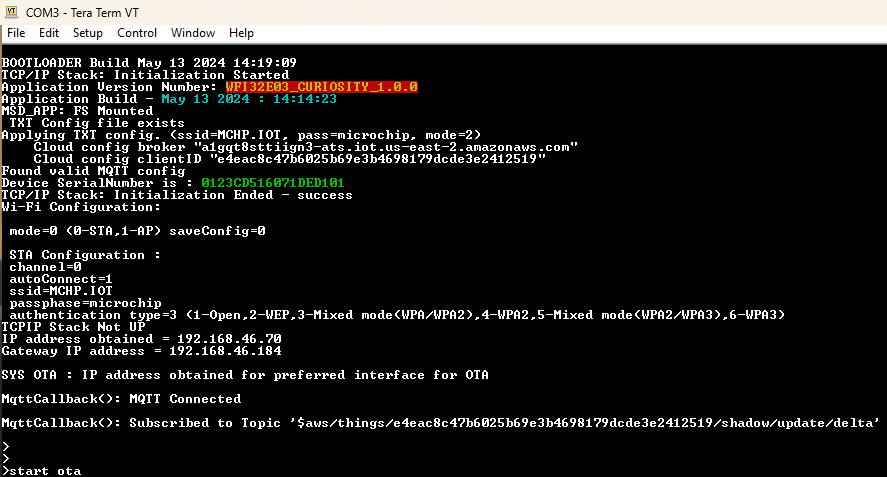 COM3 - Tera Term VT
File Edit Setup Control Window Help
BOOTLOADER Build May 13 2024 14:19:09
TCP/IP Stack: Initialization Started
Application Version Number: WFI32E03_CURIOSITY_1.0.0
Application Build - May 13 2024 : 14:14:23
MSD_APP: FS Mounted
TXT Config file exists
Applying TXT config. (ssid=MCHP.IOT, pass=microchip, mode=2)
Cloud config broker "a1gqt8sttiign3-ats.iot.us-east-2.amazonaws.com"
Cloud config clientID "e4eac8c47b6025b69e3b4698179dcde3e2412519"
Found valid MQTT config
Device SerialNumber is : 0123CD516071DED101
TCP/IP Stack: Initialization Ended - success
Wi-Fi Configuration:
mode=0 (0-STA,1-AP) saveConfig=0
STA Configuration :
channel=0
autoConnect=1
ssid=MCHP.IOT
passphase=microchip
authentication type=3 (1-Open,2-WEP,3-Mixed mode(WPA/WPA2),4-WPA2,5-Mixed mode(WPA2/WPA3),6-WPA3)
TCPIP Stack Not UP
IP address obtained = 192.168.46.70
Gateway IP address = 192.168.46.184
SYS OTA : IP address obtained for preferred interface for OTA
MqttCallback(): MQTT Connected
MqttCallback(): Subscribed to Topic '$aws/things/e4eac8c47b6025b69e3b4698179dcde3e2412519/shadow/update/delta'
>
>
>start ota